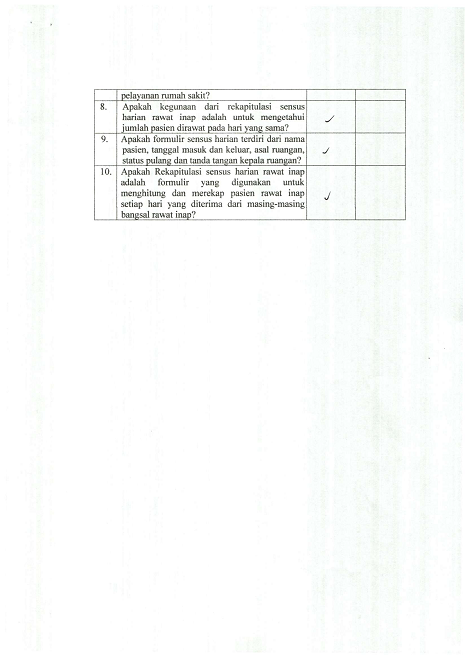 pelayanan rumah sakit?
8. Apakah kegunaan dari rekapitulasi sensus
harian rawat inap adalah untuk mengetahui
jumlah pasien dirawat pada hari yang sama? ✓
9. Apakah formulir sensus harian terdiri dari nama
pasien, tanggal masuk dan keluar, asal ruangan, ✓
status pulang dan tanda tangan kepala ruangan?
10. Apakah Rekapitulasi sensus harian rawat inap
adalah formulir yang digunakan untuk
menghitung dan merekap pasien rawat inap ✓
setiap hari yang diterima dari masing-masing
bangsal rawat inap?